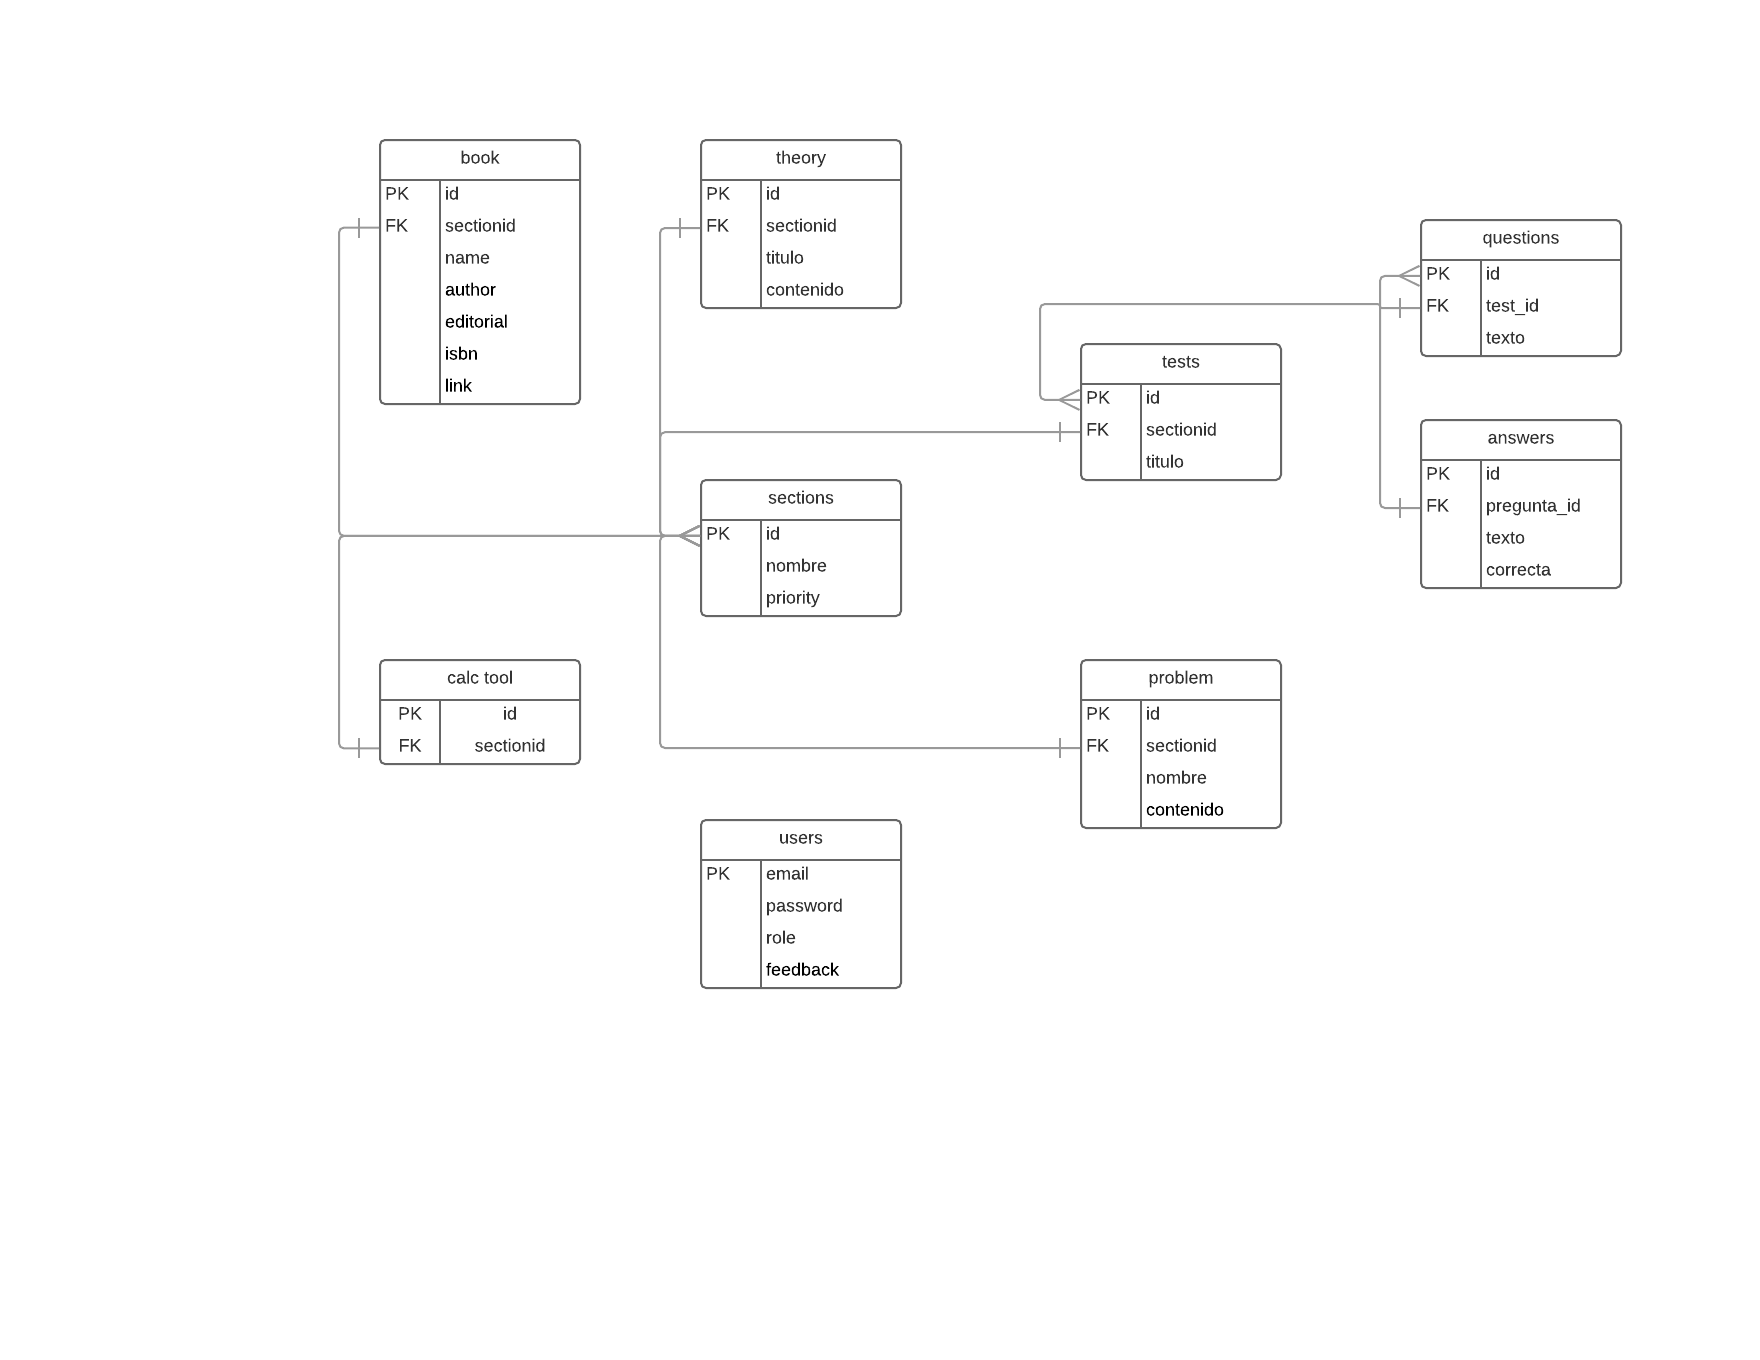 book
PK id
FK sectionid
name
author
editorial
isbn
link
theory
PK id
FK sectionid
titulo
contenido
questions
PK id
FK test_id
texto
tests
PK id
FK sectionid
titulo
answers
PK id
FK pregunta_id
texto
correcta
sections
PK id
nombre
priority
calc tool
PK id
FK sectionid
problem
PK id
FK sectionid
nombre
contenido
users
PK email
password
role
feedback